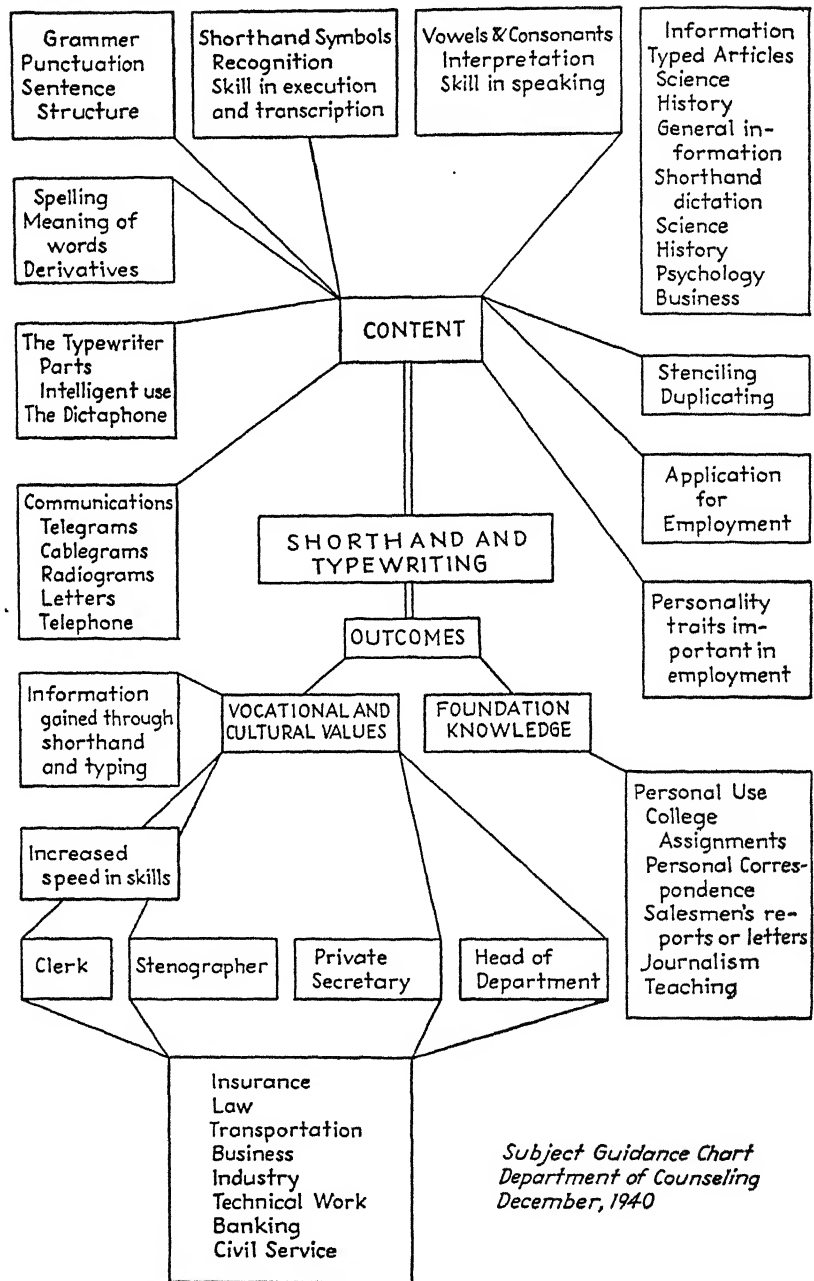 Grammer
Punctuation
Sentence
Structure
Shorthand Symbols
Recognition
Skill in execution
and transcription
Vowels & Consonants
Interpretation
Skill in speaking
Information
Typed Articles
Science
History
General in-
formation
Shorthand
dictation
Science
History
Psychology
Business
Spelling
Meaning of
words
Derivatives
CONTENT
The Typewriter
Parts
Intelligent use
The Dictaphone
Stenciling
Duplicating
Application
for
Employment
Communications
Telegrams
Cablegrams
Radiograms
Letters
Telephone
SHORTHAND AND
TYPEWRITING
Personality
traits im-
portant in
employment
OUTCOMES
Information
gained through
shorthand
and typing
VOCATIONAL AND
CULTURAL VALUES
FOUNDATION
KNOWLEDGE
Personal Use
College
Assignments
Personal Corres-
pondence
Salesmen's re-
ports or letters
Journalism
Teaching
Increased
speed in skills
Clerk
Stenographer
Private
Secretary
Head of
Department
Insurance
Law
Transportation
Business
Industry
Technical Work
Banking
Civil Service
Subject Guidance Chart
Department of Counseling
December, 1940